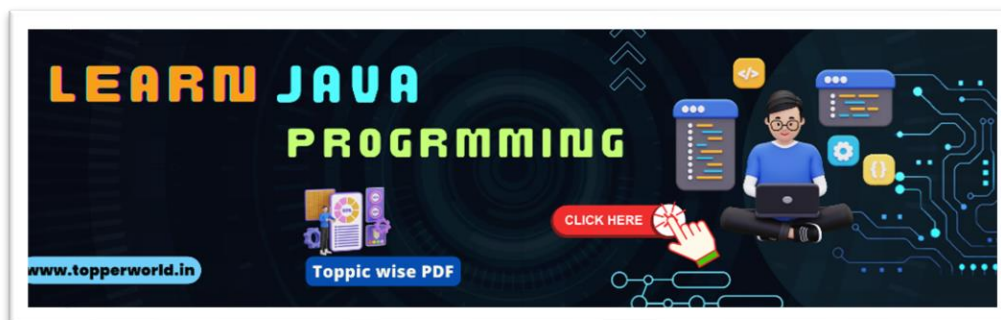 LEARN JAVA
PROGRMMING
</>
CLICK HERE
www.topperworld.in
Toppic wise PDF